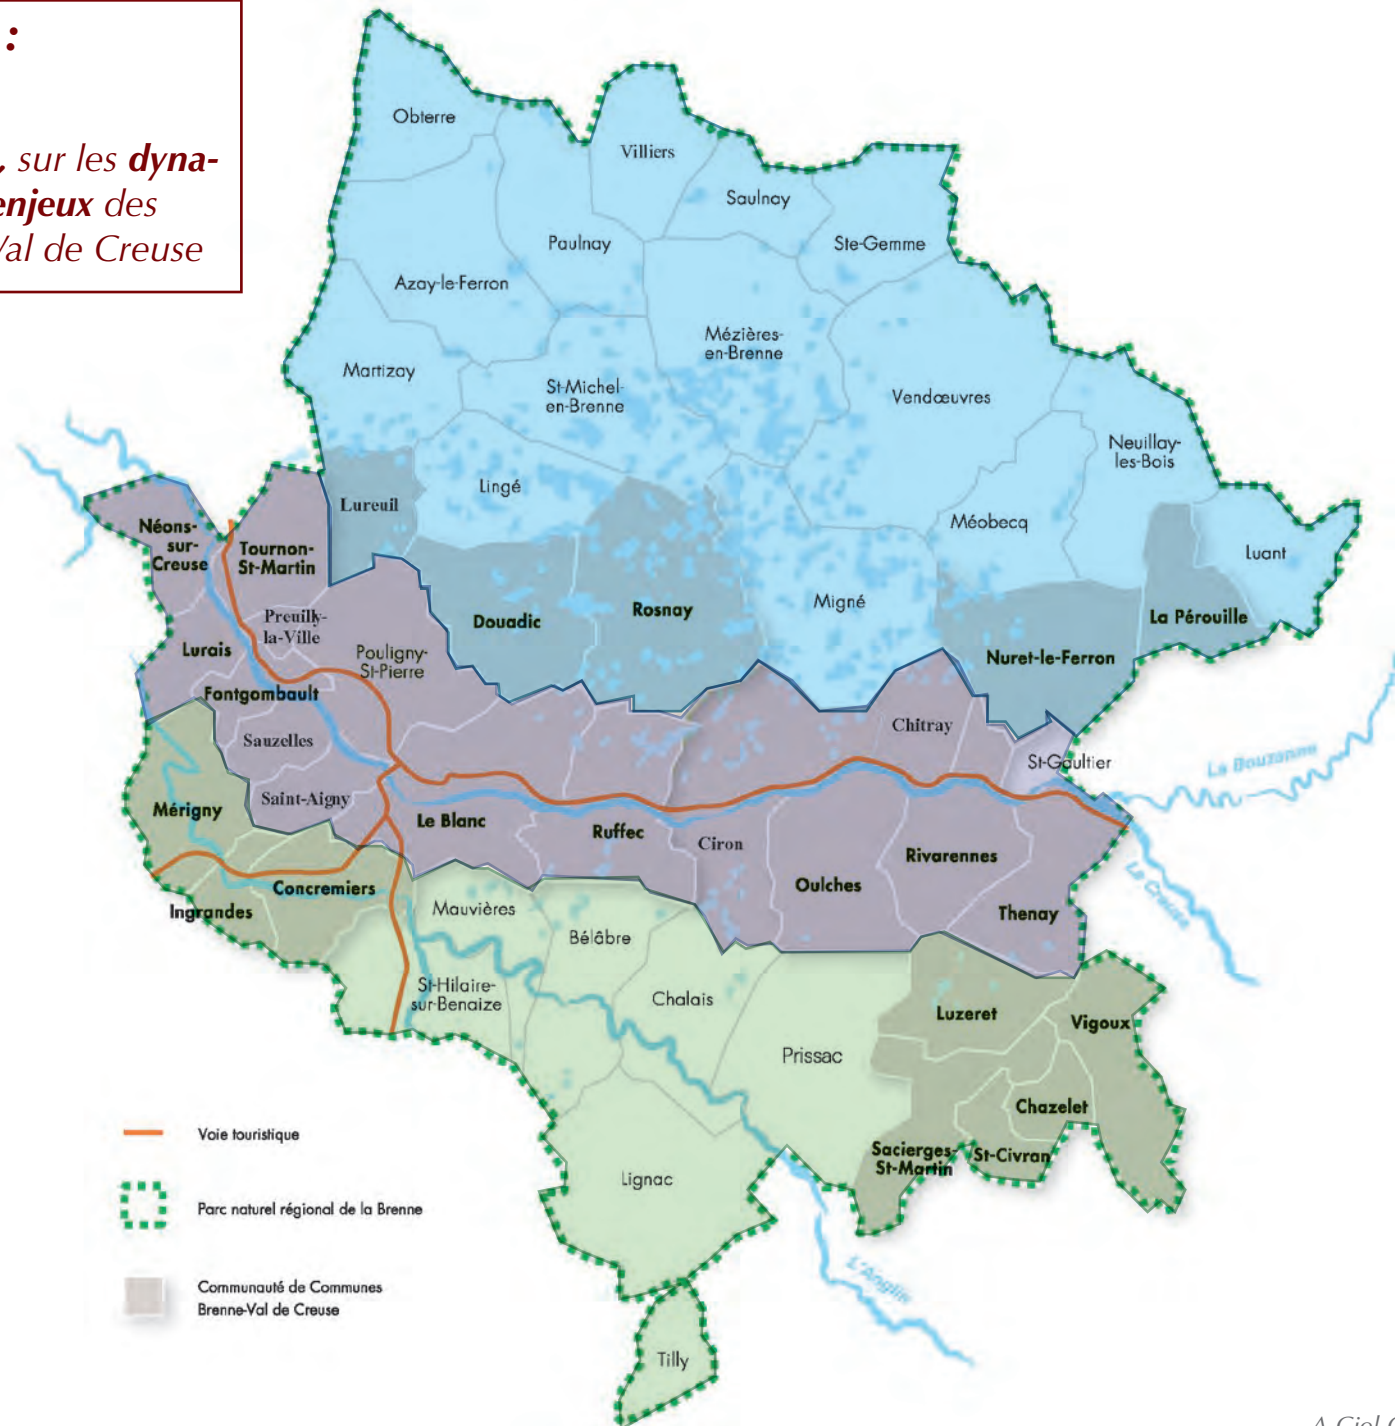 :
, sur les dyna-
enjeux des
Val de Creuse
Obterre
Villiers
Saulnay
Paulnay
Ste-Gemme
Azay-le-Ferron
Mézières-
en-Brenne
Martizay
St-Michel-
en-Brenne
Vendœuvres
Neuillay-
les-Bois
Lingé
Lureuil
Méobecq
Luant
Néons-
sur-
Creuse
Tournon-
St-Martin
Migné
Rosnay
La Pérouille
Douadic
Preuilly-
la-Ville
Lurais
Pouligny-
St-Pierre
Nuret-le-Ferron
Fontgombault
Sauzelles
Chitray
St-Gaultier
La Bouzanne
Saint-Aigny
Mérigny
Le Blanc
Ruffec
Ciron
Rivarennes
Oulches
La Creuse
Concremiers
Ingrandes
Mauvières
Thenay
Bélâbre
St-Hilaire-
sur-Benaize
Chalais
Luzeret
Vigoux
Prissac
Chazelet
Sacierges-
St-Martin
St-Civran
Lignac
L'Anglin
Tilly
Voie touristique
Parc naturel régional de la Brenne
Communauté de Communes
Brenne-Val de Creuse
A Ciel